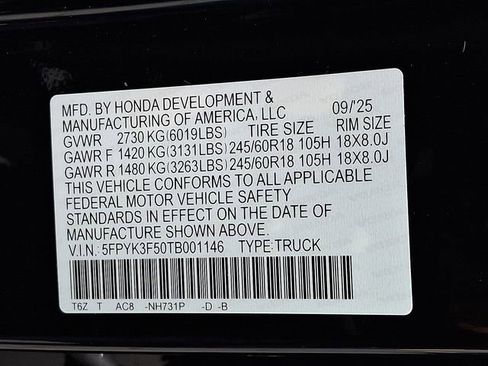 MFD. BY HONDA DEVELOPMENT &
MANUFACTURING OF AMERICA, LLC 09/'25
GVWR 2730 KG(6019LBS) TIRE SIZE RIM SIZE
GAWR F 1420 KG(3131LBS) 245/60R18 105H 18X8.0J
GAWR R 1480 KG(3263LBS) 245/60R18 105H 18X8.0J
THIS VEHICLE CONFORMS TO ALL APPLICABLE
FEDERAL MOTOR VEHICLE SAFETY
STANDARDS IN EFFECT ON THE DATE OF
MANUFACTURE SHOWN ABOVE.
V.I.N.: 5FPYK3F50TB001146 TYPE:TRUCK
T6Z T AC8 -NH731P -D -B